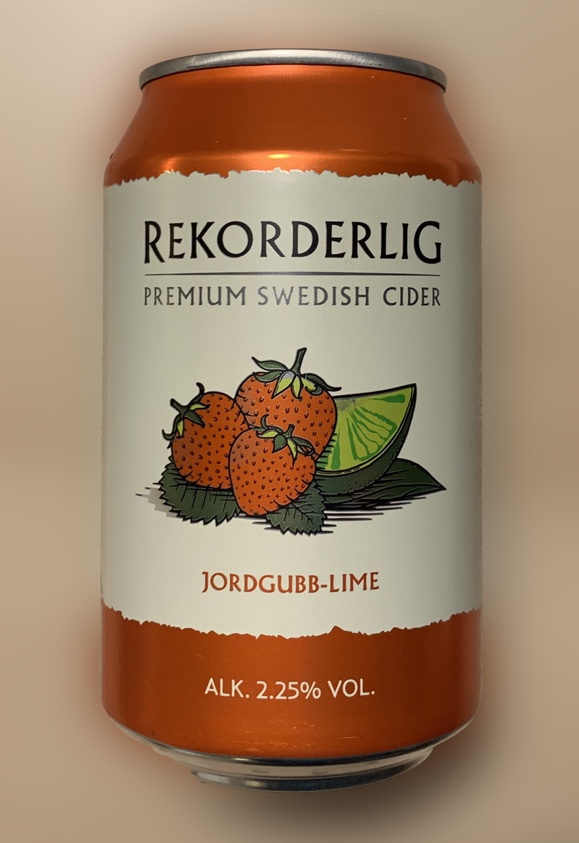 REKORDERLIG
PREMIUM SWEDISH CIDER
JORDGUBB-LIME
ALK. 2.25% VOL.